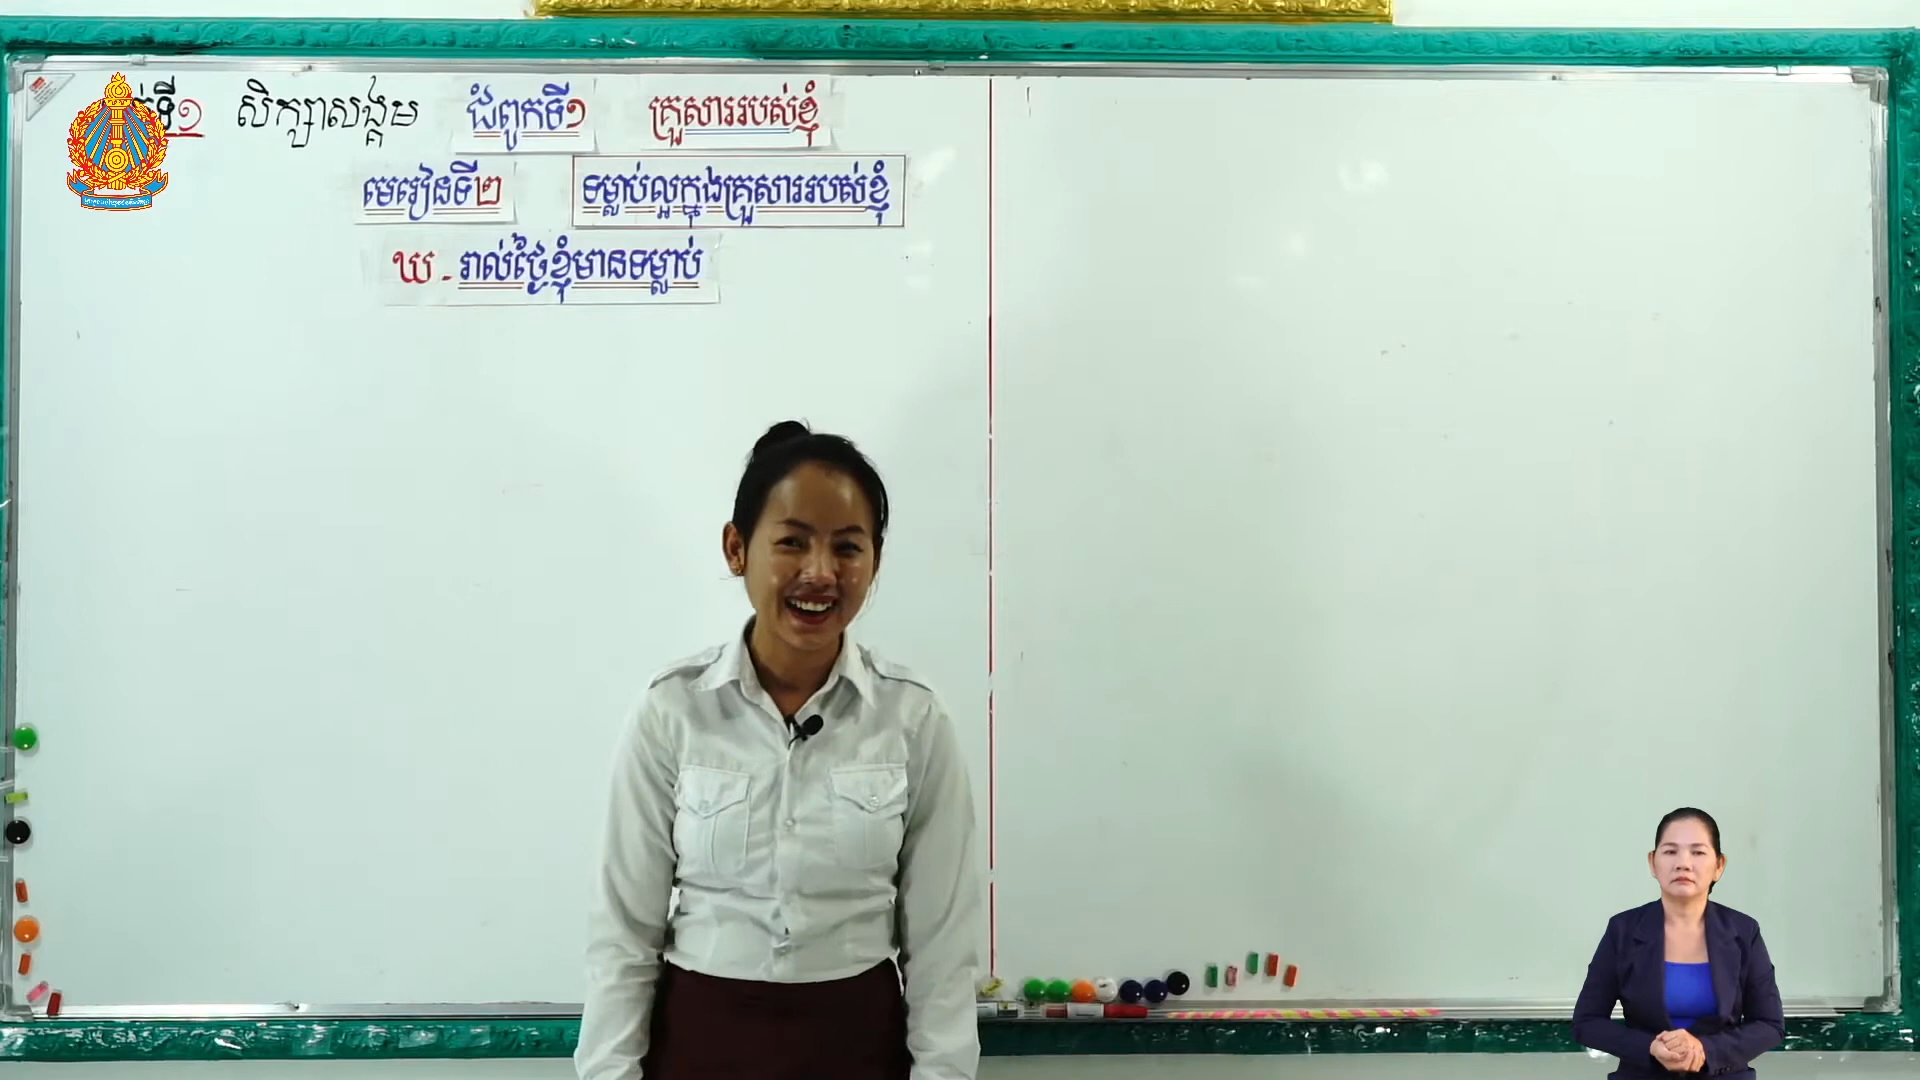 ទី១ សិក្សាសង្គម ជំពូកទី១ គ្រួសាររបស់ខ្ញុំ
មេរៀនទី២ ទម្លាប់ល្អក្នុងគ្រួសាររបស់ខ្ញុំ
ឃ - រាល់ថ្ងៃខ្ញុំមានទម្លាប់